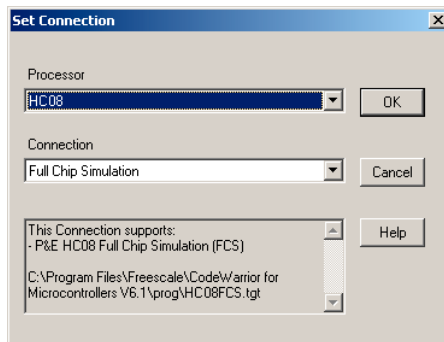 Set Connection
Processor
HC08
OK
Connection
Full Chip Simulation
Cancel
This Connection supports:
- P&E HC08 Full Chip Simulation (FCS)
Help
C:\Program Files\Freescale\CodeWarrior for
Microcontrollers V6.1\prog\HC08FCS.tgt